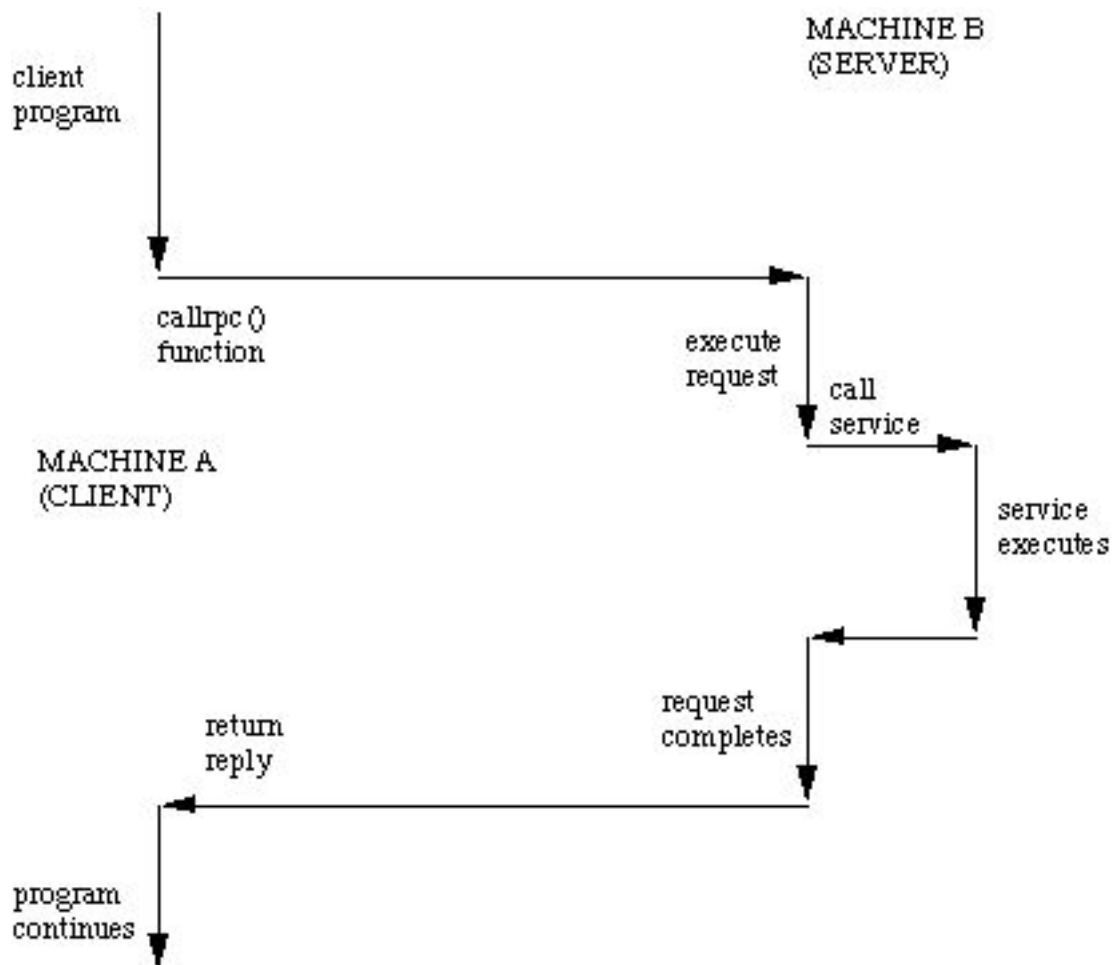 MACHINE B
(SERVER)
client
program
callrpc()
function
execute
request
call
service
MACHINE A
(CLIENT)
service
executes
request
completes
return
reply
program
continues